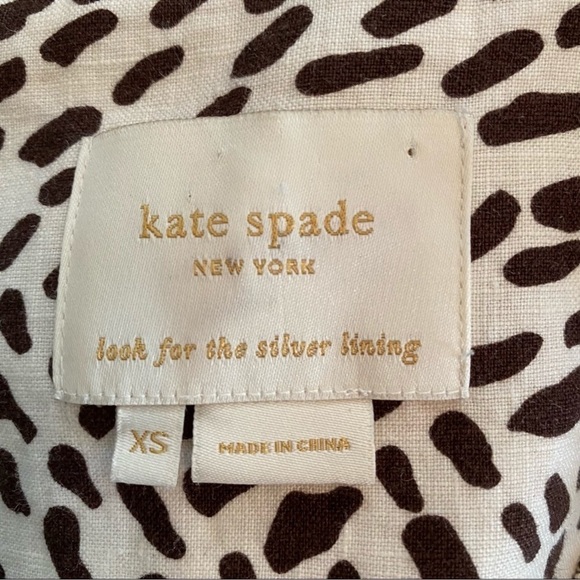 kate spade
NEW YORK
look for the silver lining
XS
MADE IN CHINA